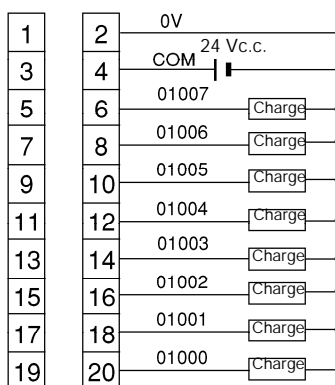 1 2 0V
24 Vc.c.
3 4 COM
5 6 01007 Charge
7 8 01006 Charge
9 10 01005 Charge
11 12 01004 Charge
13 14 01003 Charge
15 16 01002 Charge
17 18 01001 Charge
19 20 01000 Charge